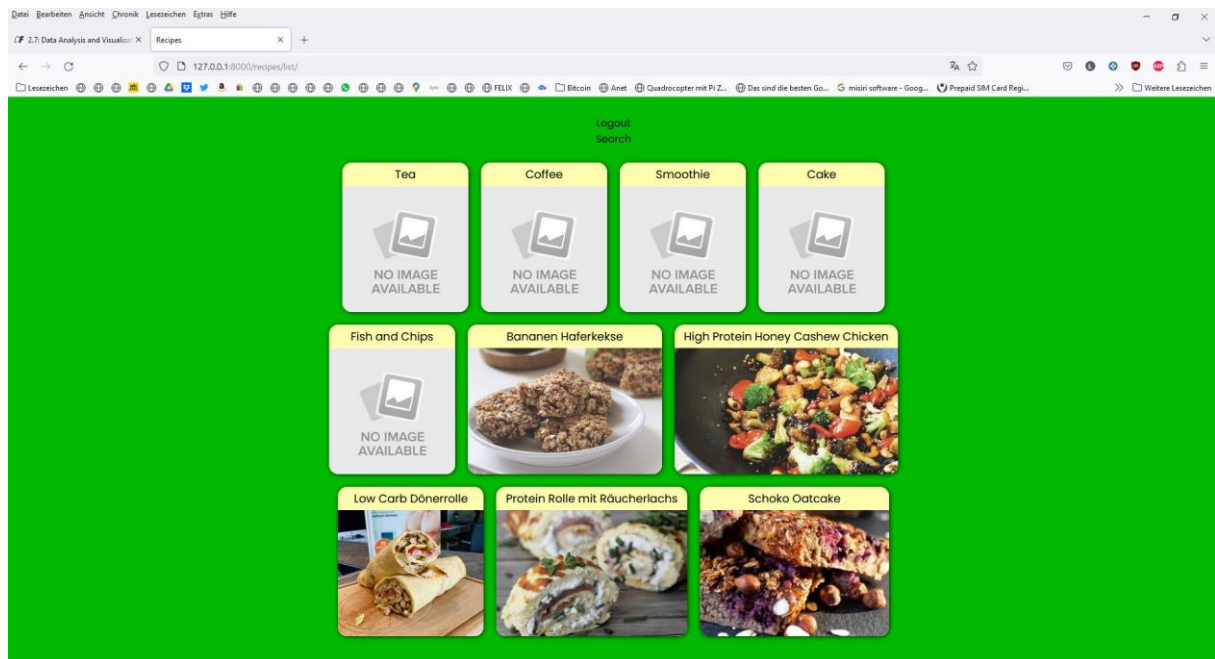 Datei Bearbeiten Ansicht Chronik Lesezeichen Extras Hilfe
CF 2.7: Data Analysis and Visualiza
Recipes
127.0.0.1:8000/recipes/list/
Lesezeichen
FELIX
Bitcoin
Anet
Quadrocopter mit Pi Z...
Das sind die besten Go...
misiri software - Goog...
Prepaid SIM Card Regi...
Weitere Lesezeichen
Logout
Search
Tea
Coffee
Smoothie
Cake
NO IMAGE
AVAILABLE
NO IMAGE
AVAILABLE
NO IMAGE
AVAILABLE
NO IMAGE
AVAILABLE
Fish and Chips
Bananen Haferkekse
High Protein Honey Cashew Chicken
NO IMAGE
AVAILABLE
Low Carb Dönerrolle
Protein Rolle mit Räucherlachs
Schoko Oatcake